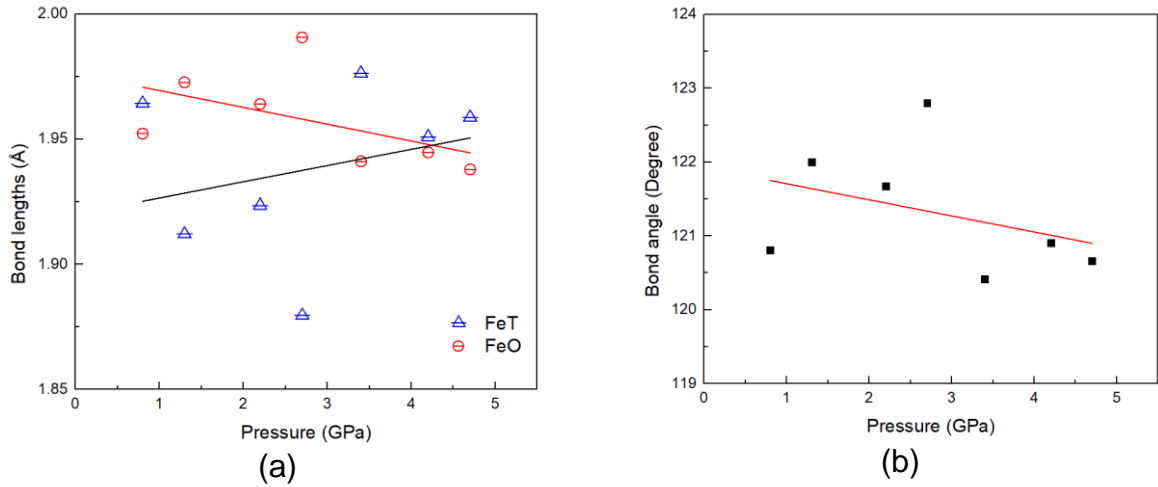 2.00
1.95
1.90
1.85
Bond lengths (Å)
FeT
FeO
0 1 2 3 4 5
Pressure (GPa)
(a)
124
123
122
121
120
119
Bond angle (Degree)
0 1 2 3 4 5
Pressure (GPa)
(b)